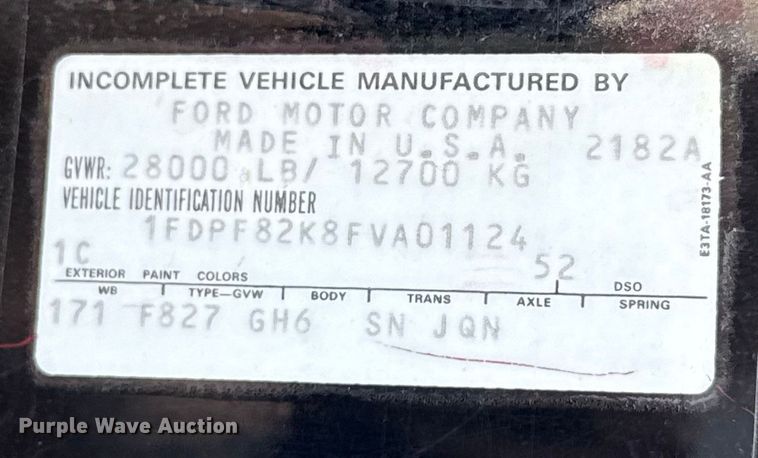 INCOMPLETE VEHICLE MANUFACTURED BY
FORD MOTOR COMPANY
MADE IN U.S.A. 2182A
GVWR: 28000 LB/ 12700 KG
VEHICLE IDENTIFICATION NUMBER
1FDPF82K8FVA01124
1C 52
EXTERIOR PAINT COLORS DSO
WB TYPE—GVW BODY TRANS AXLE SPRING
171 F827 GH6 SN JQN
E3TA-18173-AA
Purple Wave Auction